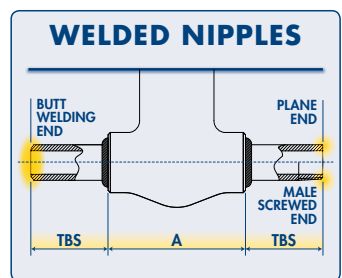 WELDED NIPPLES
BUTT
WELDING
END
PLANE
END
MALE
SCREWED
END
TBS
A
TBS